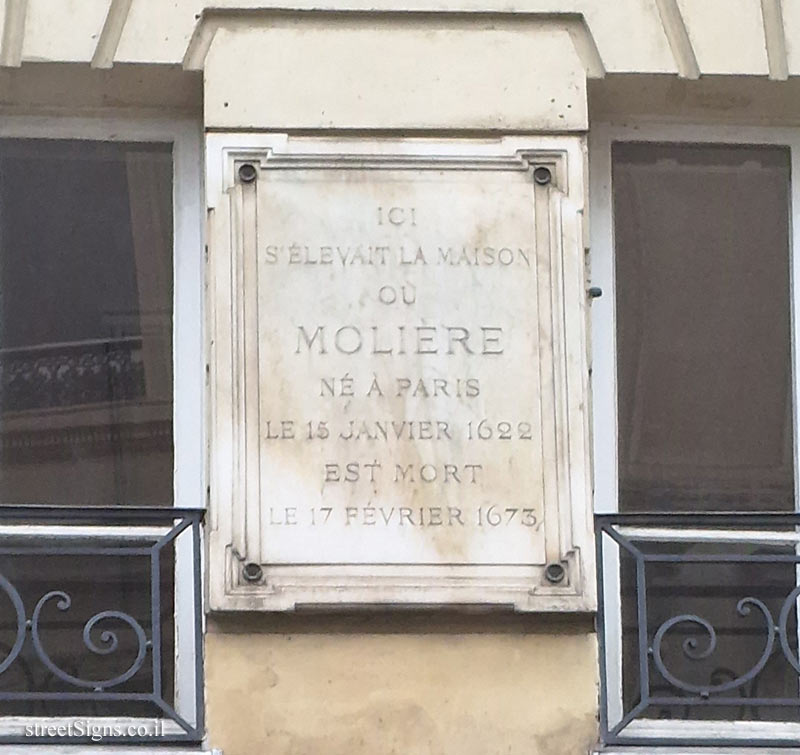 ICI
S'ÉLEVAIT LA MAISON
OÙ
MOLIÈRE
NÉ À PARIS
LE 15 JANVIER 1622
EST MORT
LE 17 FÉVRIER 1673
streetSigns.co.il